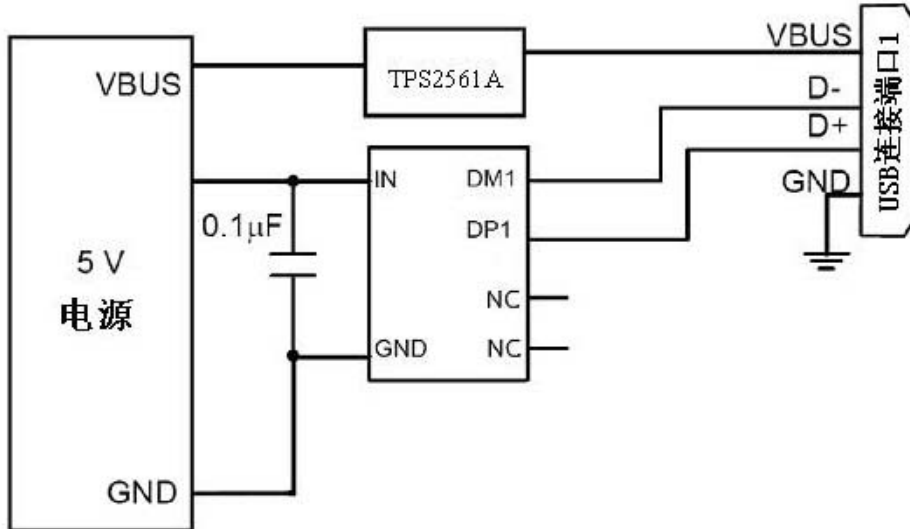 VBUS
TPS2561A
VBUS
D-
D+
GND
USB连接端口1
IN
DM1
0.1μF
DP1
5 V
电源
NC
GND
NC
GND